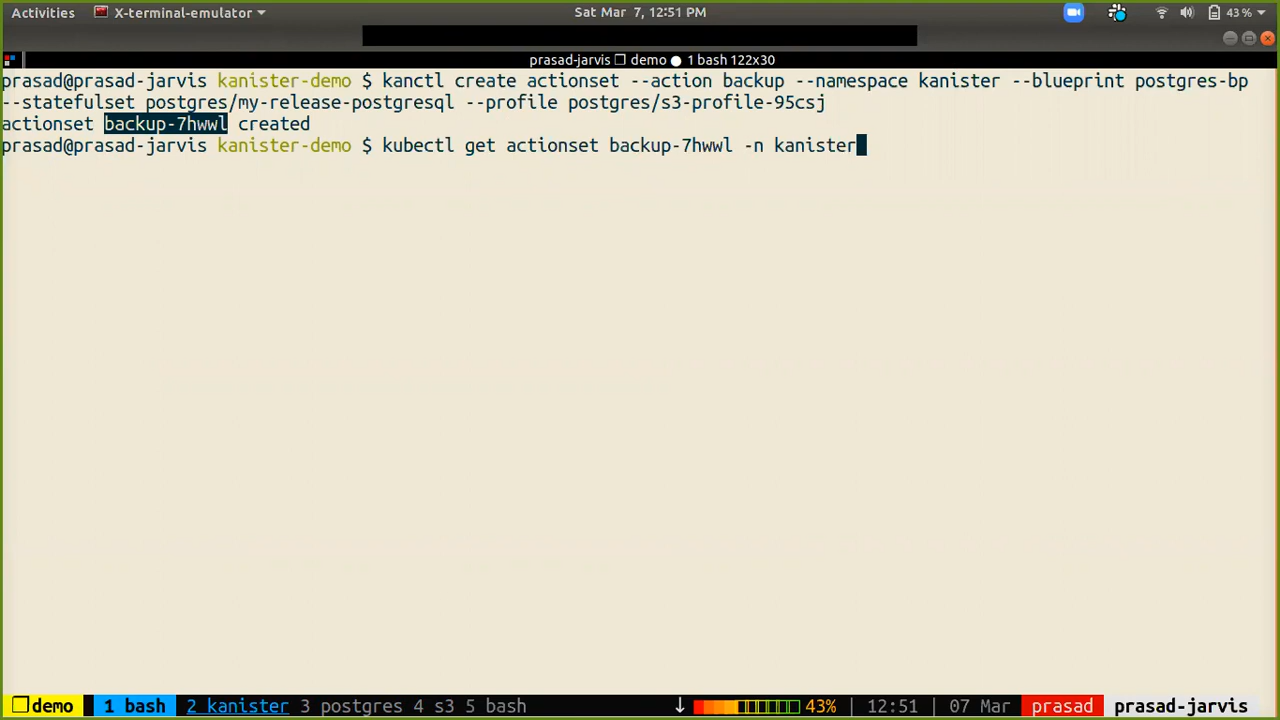 Activities X-terminal-emulator Sat Mar 7, 12:51 PM 43 %
prasad@prasad-jarvis ❐ demo ● 1 bash 122x30
prasad@prasad-jarvis kanister-demo $ kanctl create actionset --action backup --namespace kanister --blueprint postgres-bp
--statefulset postgres/my-release-postgresql --profile postgres/s3-profile-95csj
actionset backup-7hwwl created
prasad@prasad-jarvis kanister-demo $ kubectl get actionset backup-7hwwl -n kanister
❐ demo 1 bash 2 kanister 3 postgres 4 s3 5 bash ↓ 43% | 12:51 | 07 Mar prasad prasad-jarvis